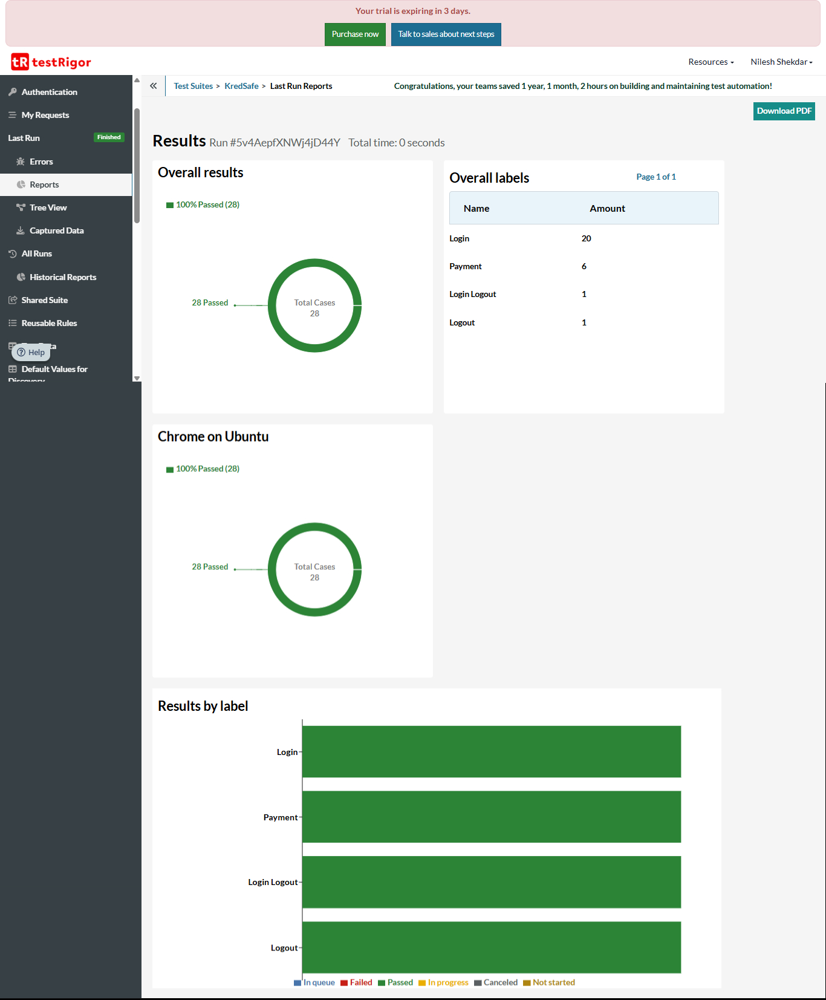 Your trial is expiring in 3 days.
Purchase now
Talk to sales about next steps
tR testRigor
Resources
Nilesh Shekdar
Authentication
My Requests
Last Run
Finished
Errors
Reports
Tree View
Captured Data
All Runs
Historical Reports
Shared Suite
Reusable Rules
Help
Default Values for
Discovery
Test Suites > KredSafe > Last Run Reports
Congratulations, your teams saved 1 year, 1 month, 2 hours on building and maintaining test automation!
Download PDF
Results Run #5v4AepfXNWj4jD44Y Total time: 0 seconds
Overall results
100% Passed (28)
28 Passed
Total Cases
28
Overall labels
Page 1 of 1
Name Amount
Login 20
Payment 6
Login Logout 1
Logout 1
Chrome on Ubuntu
100% Passed (28)
28 Passed
Total Cases
28
Results by label
Login
Payment
Login Logout
Logout
In queue Failed Passed In progress Canceled Not started